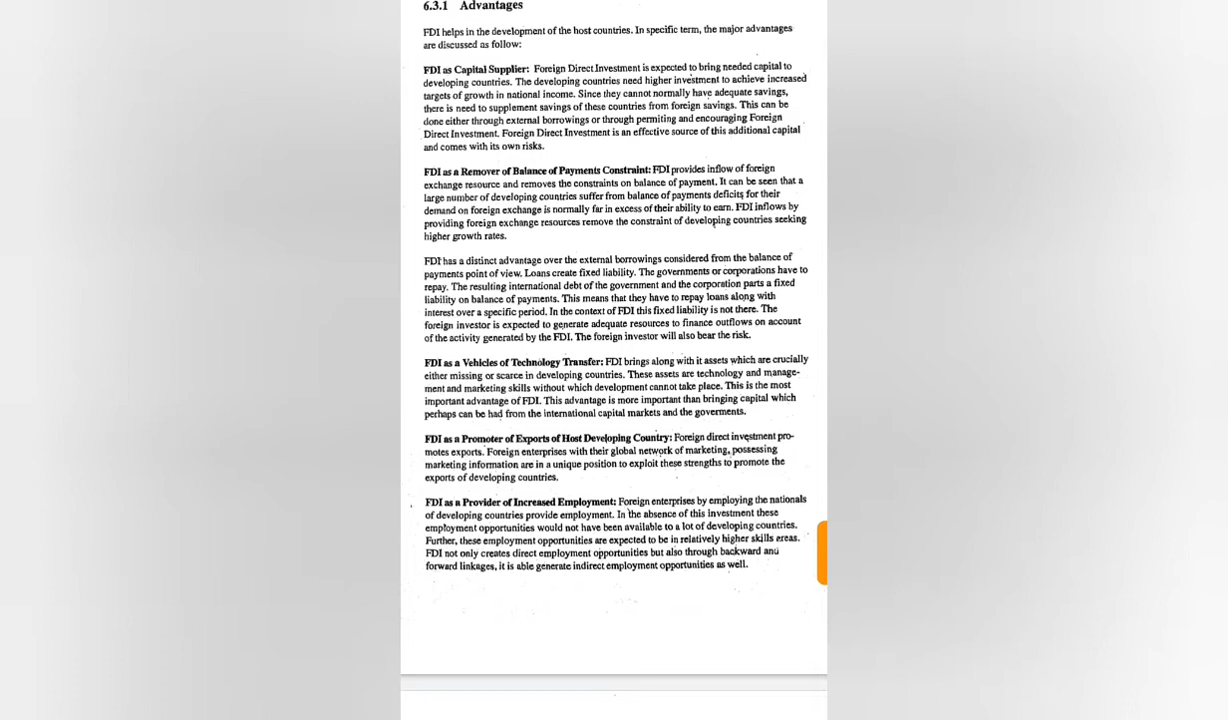 6.3.1 Advantages
FDI helps in the development of the host countries. In specific term, the major advantages
are discussed as follow:
FDI as Capital Supplier: Foreign Direct Investment is expected to bring needed capital to
developing countries. The developing countries need higher investment to achieve increased
targets of growth in national income. Since they cannot normally have adequate savings,
there is need to supplement savings of these countries from foreign savings. This can be
done either through external borrowings or through permiting and encouraging Foreign
Direct Investment. Foreign Direct Investment is an effective source of this additional capital
and comes with its own risks.
FDI as a Remover of Balance of Payments Constraint: FDI provides inflow of foreign
exchange resource and removes the constraints on balance of payment. It can be seen that a
large number of developing countries suffer from balance of payments deficits for their
demand on foreign exchange is normally far in excess of their ability to earn. FDI inflows by
providing foreign exchange resources remove the constraint of developing countries seeking
higher growth rates.
FDI has a distinct advantage over the external borrowings considered from the balance of
payments point of view. Loans create fixed liability. The governments or corporations have to
repay. The resulting international debt of the government and the corporation parts a fixed
liability on balance of payments. This means that they have to repay loans along with
interest over a specific period. In the context of FDI this fixed liability is not there. The
foreign investor is expected to generate adequate resources to finance outflows on account
of the activity generated by the FDI. The foreign investor will also bear the risk.
FDI as a Vehicles of Technology Transfer: FDI brings along with it assets which are crucially
either missing or scarce in developing countries. These assets are technology and manage-
ment and marketing skills without which development cannot take place. This is the most
important advantage of FDI. This advantage is more important than bringing capital which
perhaps can be had from the international capital markets and the goverments.
FDI as a Promoter of Exports of Host Developing Country: Foreign direct investment pro-
motes exports. Foreign enterprises with their global network of marketing, possessing
marketing information are in a unique position to exploit these strengths to promote the
exports of developing countries.
FDI as a Provider of Increased Employment: Foreign enterprises by employing the nationals
of developing countries provide employment. In the absence of this investment these
employment opportunities would not have been available to a lot of developing countries.
Further, these employment opportunities are expected to be in relatively higher skills areas.
FDI not only creates direct employment opportunities but also through backward and
forward linkages, it is able generate indirect employment opportunities as well.